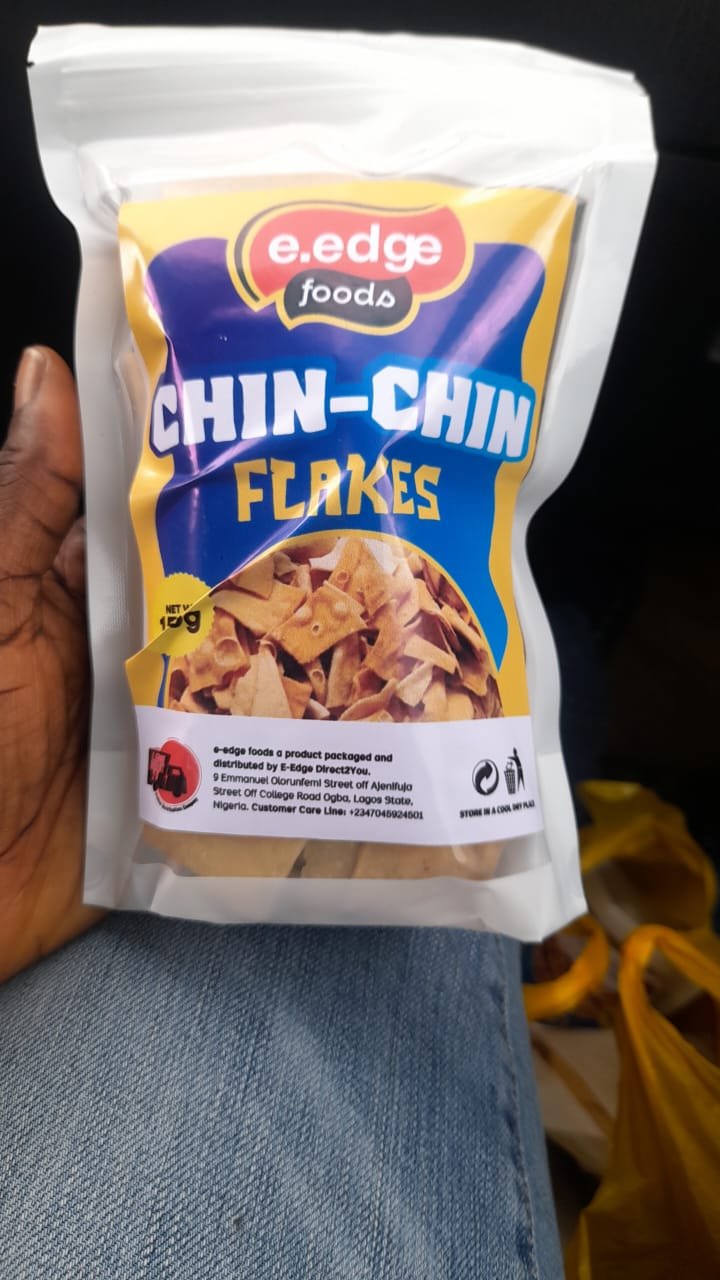 e.edge
foods
CHIN-CHIN
FLAKES
NET
e-edge foods a product packaged and
distributed by E-Edge Direct2You.
9 Emmanuel Olorunfemi Street off Ajenifuja
Street Off College Road Ogba, Lagos State,
Nigeria. Customer Care Line: +2347045924501
STORE IN A COOL DRY PLACE